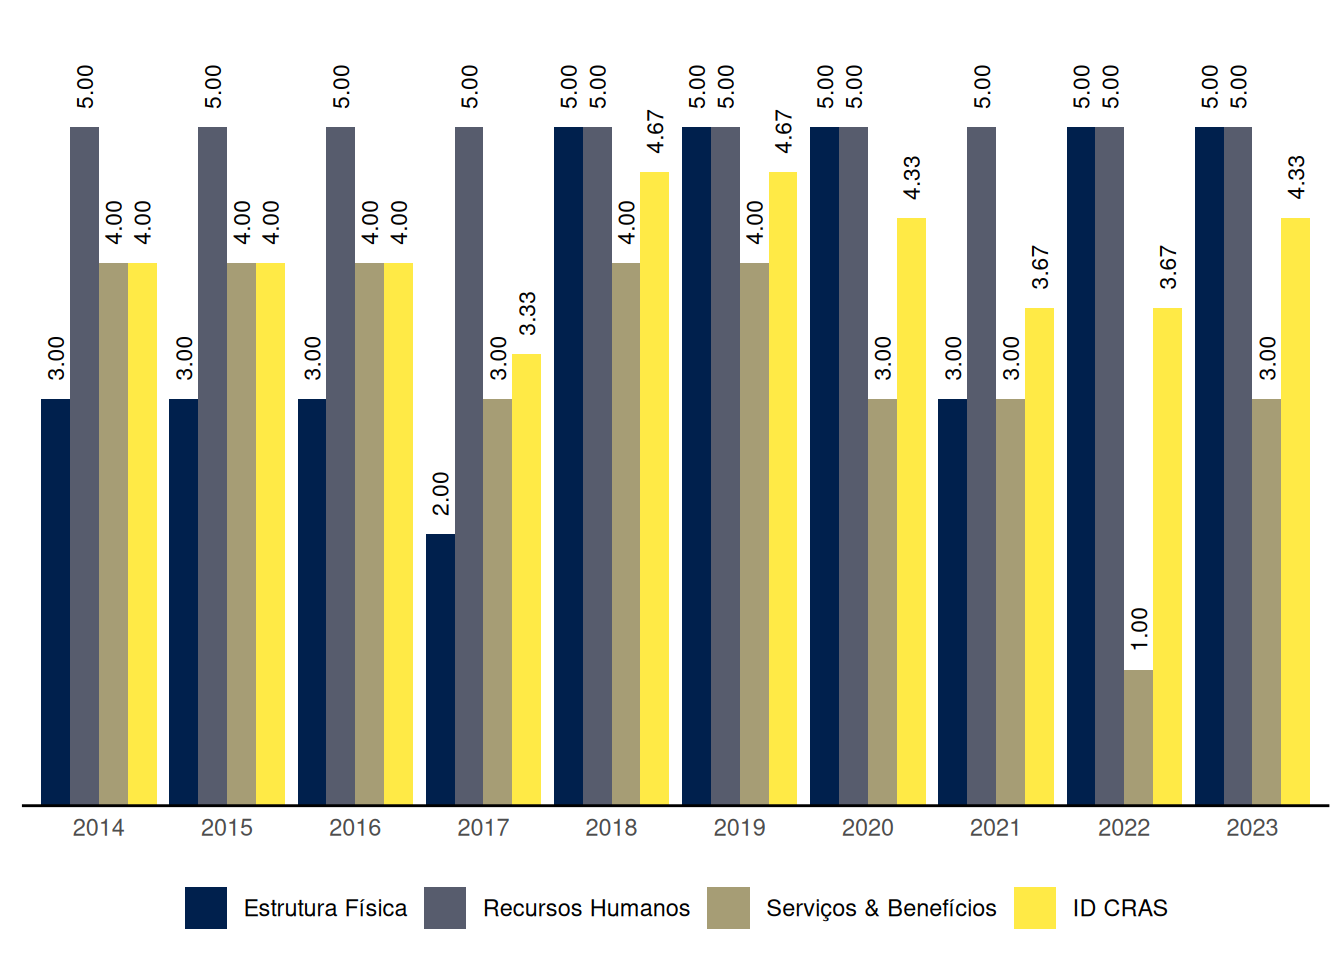 3.00 5.00 4.00 4.00 3.00 5.00 4.00 4.00 3.00 5.00 4.00 4.00 2.00 5.00 3.00 3.33 5.00 5.00 4.00 4.67 5.00 5.00 4.00 4.67 5.00 5.00 3.00 4.33 3.00 5.00 3.00 3.67 5.00 5.00 1.00 3.67 5.00 5.00 3.00 4.33
2014 2015 2016 2017 2018 2019 2020 2021 2022 2023
Estrutura Física Recursos Humanos Serviços & Benefícios ID CRAS